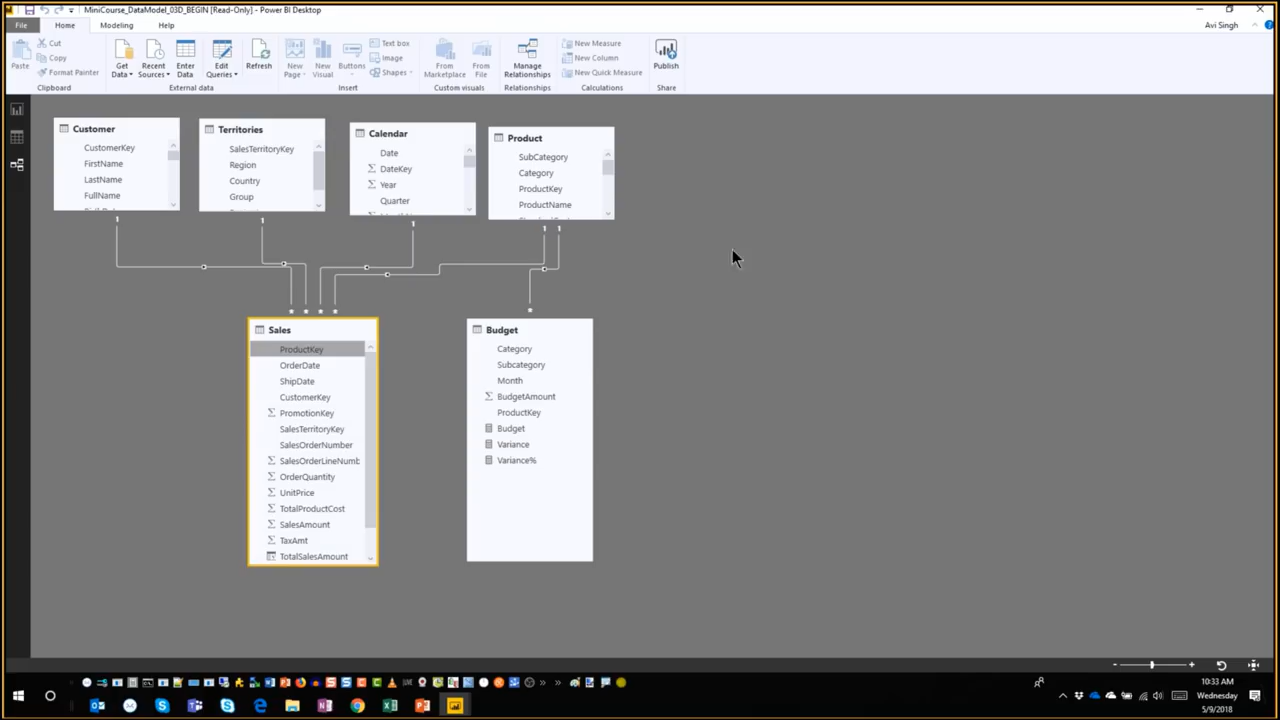 MiniCourse_DataModel_03D_BEGIN [Read-Only] - Power BI Desktop
File Home Modeling Help
Avi Singh
Paste
Cut
Copy
Format Painter
Clipboard
Get Data
Recent Sources
Enter Data
Edit Queries
Refresh
External data
New Page
New Visual
Buttons
Text box
Image
Shapes
Insert
From Marketplace
From File
Custom visuals
Manage Relationships
Relationships
New Measure
New Column
New Quick Measure
Calculations
Publish
Share
Customer
CustomerKey
FirstName
LastName
FullName
Territories
SalesTerritoryKey
Region
Country
Group
Calendar
Date
DateKey
Year
Quarter
Product
SubCategory
Category
ProductKey
ProductName
1
1
1
1 1
* * * *
*
Sales
ProductKey
OrderDate
ShipDate
CustomerKey
PromotionKey
SalesTerritoryKey
SalesOrderNumber
SalesOrderLineNumb
OrderQuantity
UnitPrice
TotalProductCost
SalesAmount
TaxAmt
TotalSalesAmount
Budget
Category
Subcategory
Month
BudgetAmount
ProductKey
Budget
Variance
Variance%
10:33 AM
Wednesday
5/9/2018